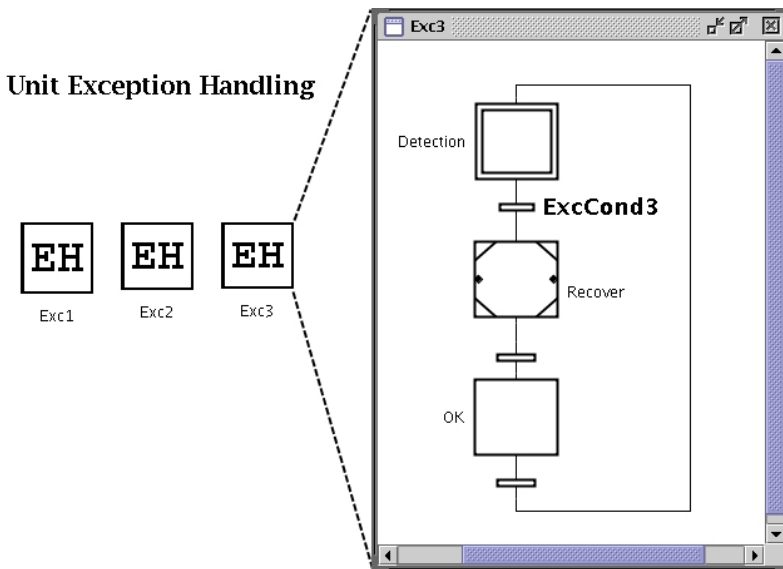 Exc3
Unit Exception Handling
Detection
ExcCond3
EH
EH
EH
Recover
Exc1
Exc2
Exc3
OK